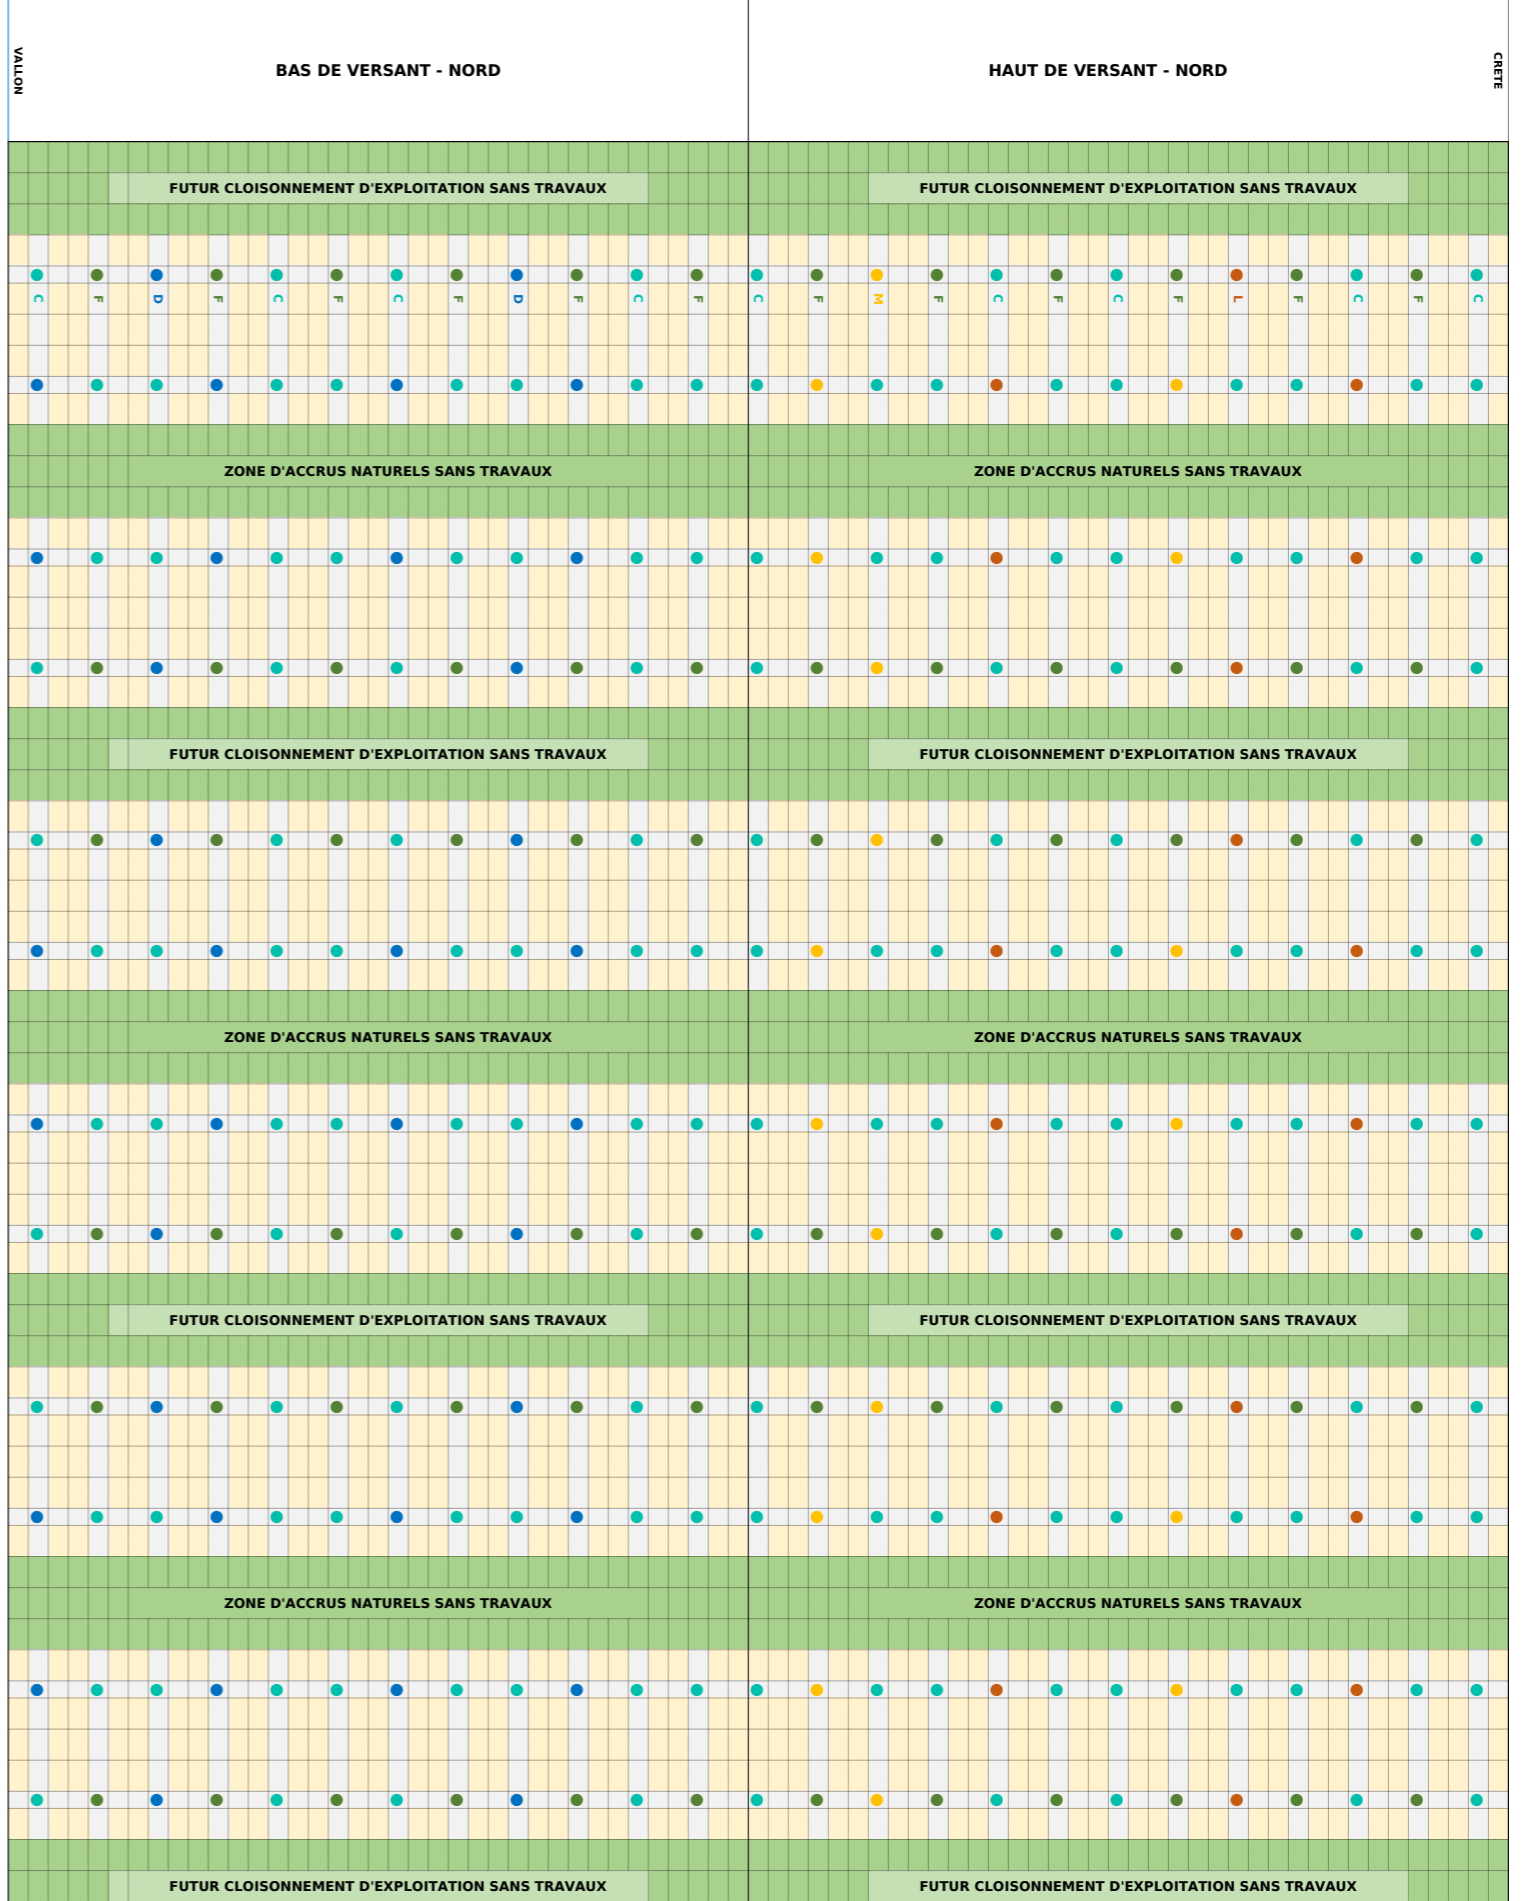 VALLON
BAS DE VERSANT - NORD
HAUT DE VERSANT - NORD
CRETE
FUTUR CLOISONNEMENT D'EXPLOITATION SANS TRAVAUX
FUTUR CLOISONNEMENT D'EXPLOITATION SANS TRAVAUX
C F D F C F C F D F C F C F M F C F C F L F C F C
ZONE D'ACCRUS NATURELS SANS TRAVAUX
ZONE D'ACCRUS NATURELS SANS TRAVAUX
FUTUR CLOISONNEMENT D'EXPLOITATION SANS TRAVAUX
FUTUR CLOISONNEMENT D'EXPLOITATION SANS TRAVAUX
ZONE D'ACCRUS NATURELS SANS TRAVAUX
ZONE D'ACCRUS NATURELS SANS TRAVAUX
FUTUR CLOISONNEMENT D'EXPLOITATION SANS TRAVAUX
FUTUR CLOISONNEMENT D'EXPLOITATION SANS TRAVAUX
ZONE D'ACCRUS NATURELS SANS TRAVAUX
ZONE D'ACCRUS NATURELS SANS TRAVAUX
FUTUR CLOISONNEMENT D'EXPLOITATION SANS TRAVAUX
FUTUR CLOISONNEMENT D'EXPLOITATION SANS TRAVAUX